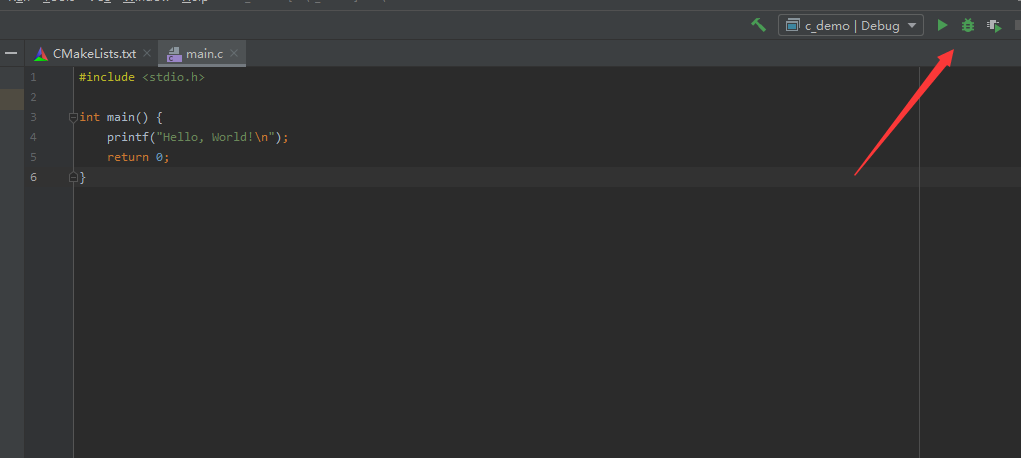 c_demo | Debug
CMakeLists.txt
main.c
1 #include <stdio.h>
2
3 int main() {
4 printf("Hello, World!\n");
5 return 0;
6 }